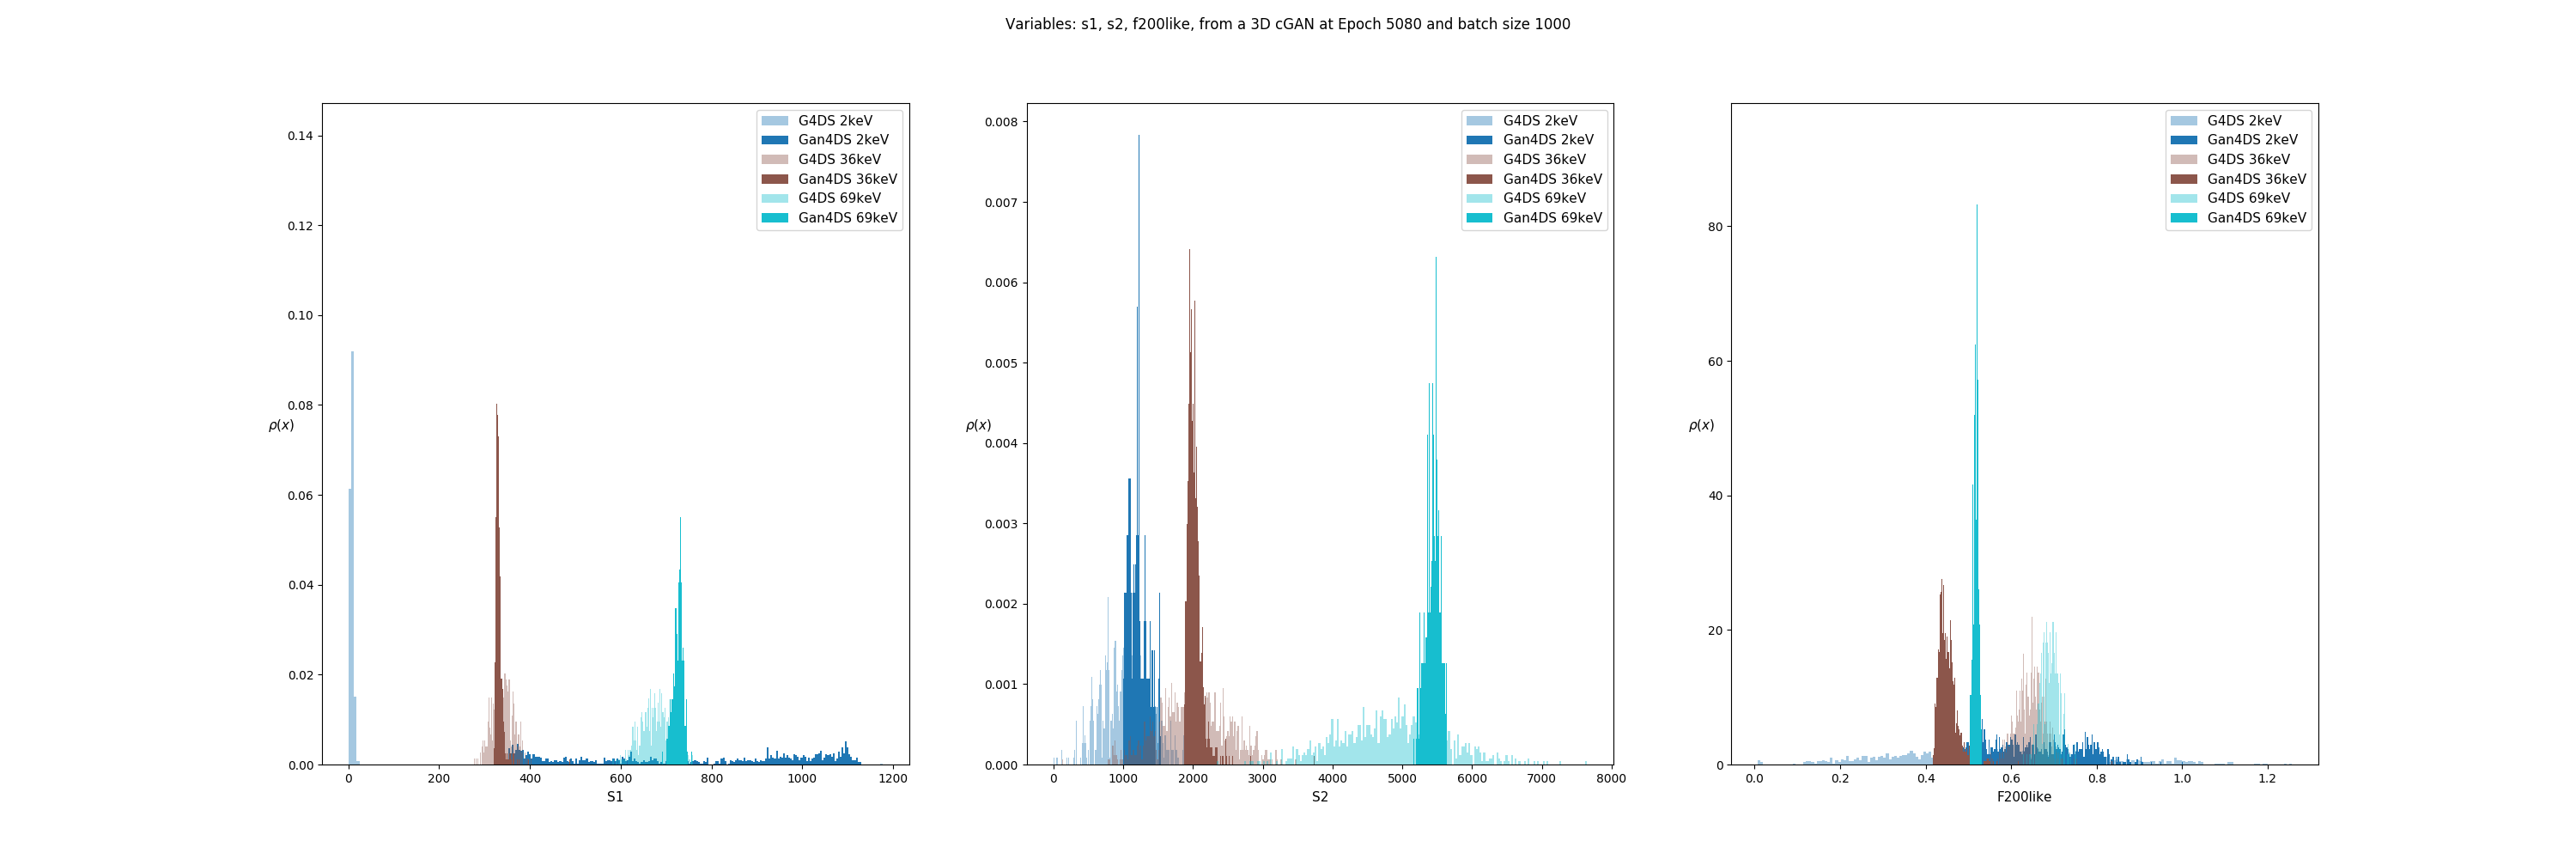 Variables: s1, s2, f200like, from a 3D cGAN at Epoch 5080 and batch size 1000
0.14
0.12
0.10
0.08
ρ(x)
0.06
0.04
0.02
0.00
0 200 400 600 800 1000 1200
S1
G4DS 2keV
Gan4DS 2keV
G4DS 36keV
Gan4DS 36keV
G4DS 69keV
Gan4DS 69keV
0.008
0.007
0.006
0.005
ρ(x)
0.004
0.003
0.002
0.001
0.000
0 1000 2000 3000 4000 5000 6000 7000 8000
S2
G4DS 2keV
Gan4DS 2keV
G4DS 36keV
Gan4DS 36keV
G4DS 69keV
Gan4DS 69keV
80
60
ρ(x)
40
20
0
0.0 0.2 0.4 0.6 0.8 1.0 1.2
F200like
G4DS 2keV
Gan4DS 2keV
G4DS 36keV
Gan4DS 36keV
G4DS 69keV
Gan4DS 69keV